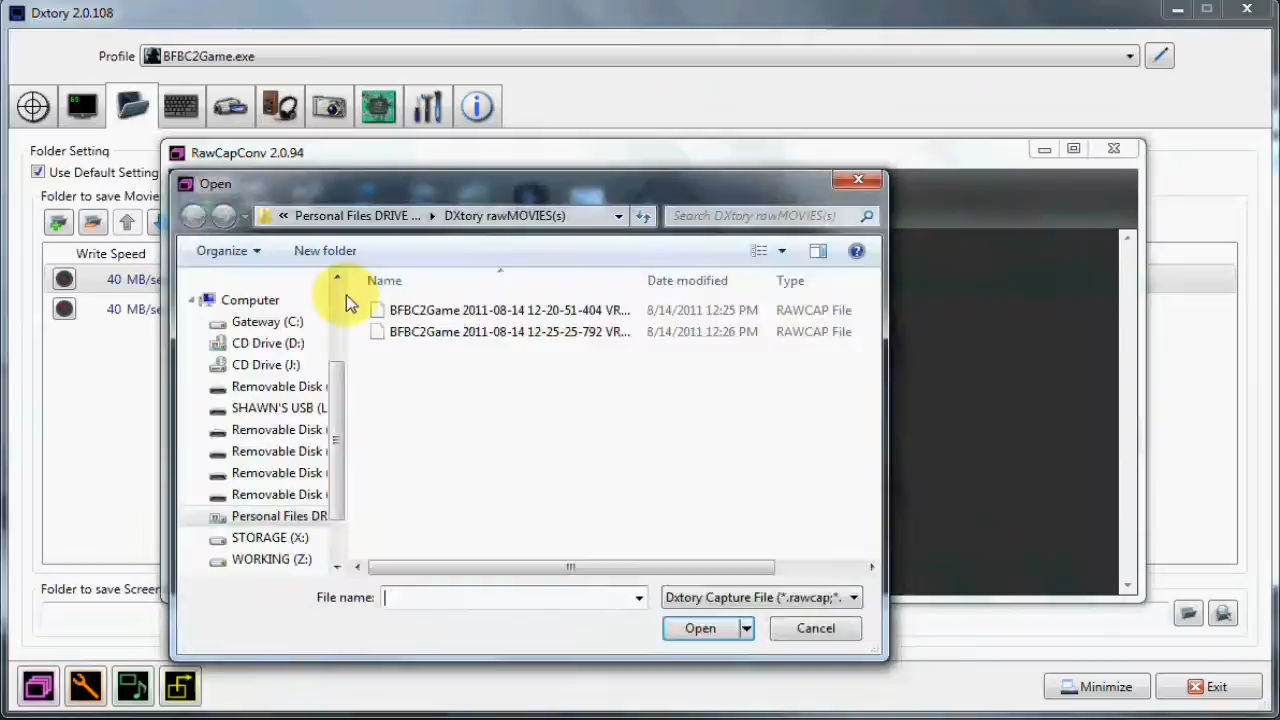 Dxtory 2.0.108
Profile BFBC2Game.exe
Folder Setting
Use Default Setting
Folder to save Movie
Write Speed
40 MB/se
40 MB/se
Folder to save Screen
RawCapConv 2.0.94
Open
« Personal Files DRIVE ... DXtory rawMOVIES(s)
Search DXtory rawMOVIES(s)
Organize New folder
Name Date modified Type
Computer
Gateway (C:)
CD Drive (D:)
CD Drive (J:)
Removable Disk
SHAWN'S USB (L
Removable Disk
Removable Disk
Removable Disk
Removable Disk
Personal Files DR
STORAGE (X:)
WORKING (Z:)
BFBC2Game 2011-08-14 12-20-51-404 VR... 8/14/2011 12:25 PM RAWCAP File
BFBC2Game 2011-08-14 12-25-25-792 VR... 8/14/2011 12:26 PM RAWCAP File
File name: Dxtory Capture File (*.rawcap;*.
Open Cancel
Minimize Exit